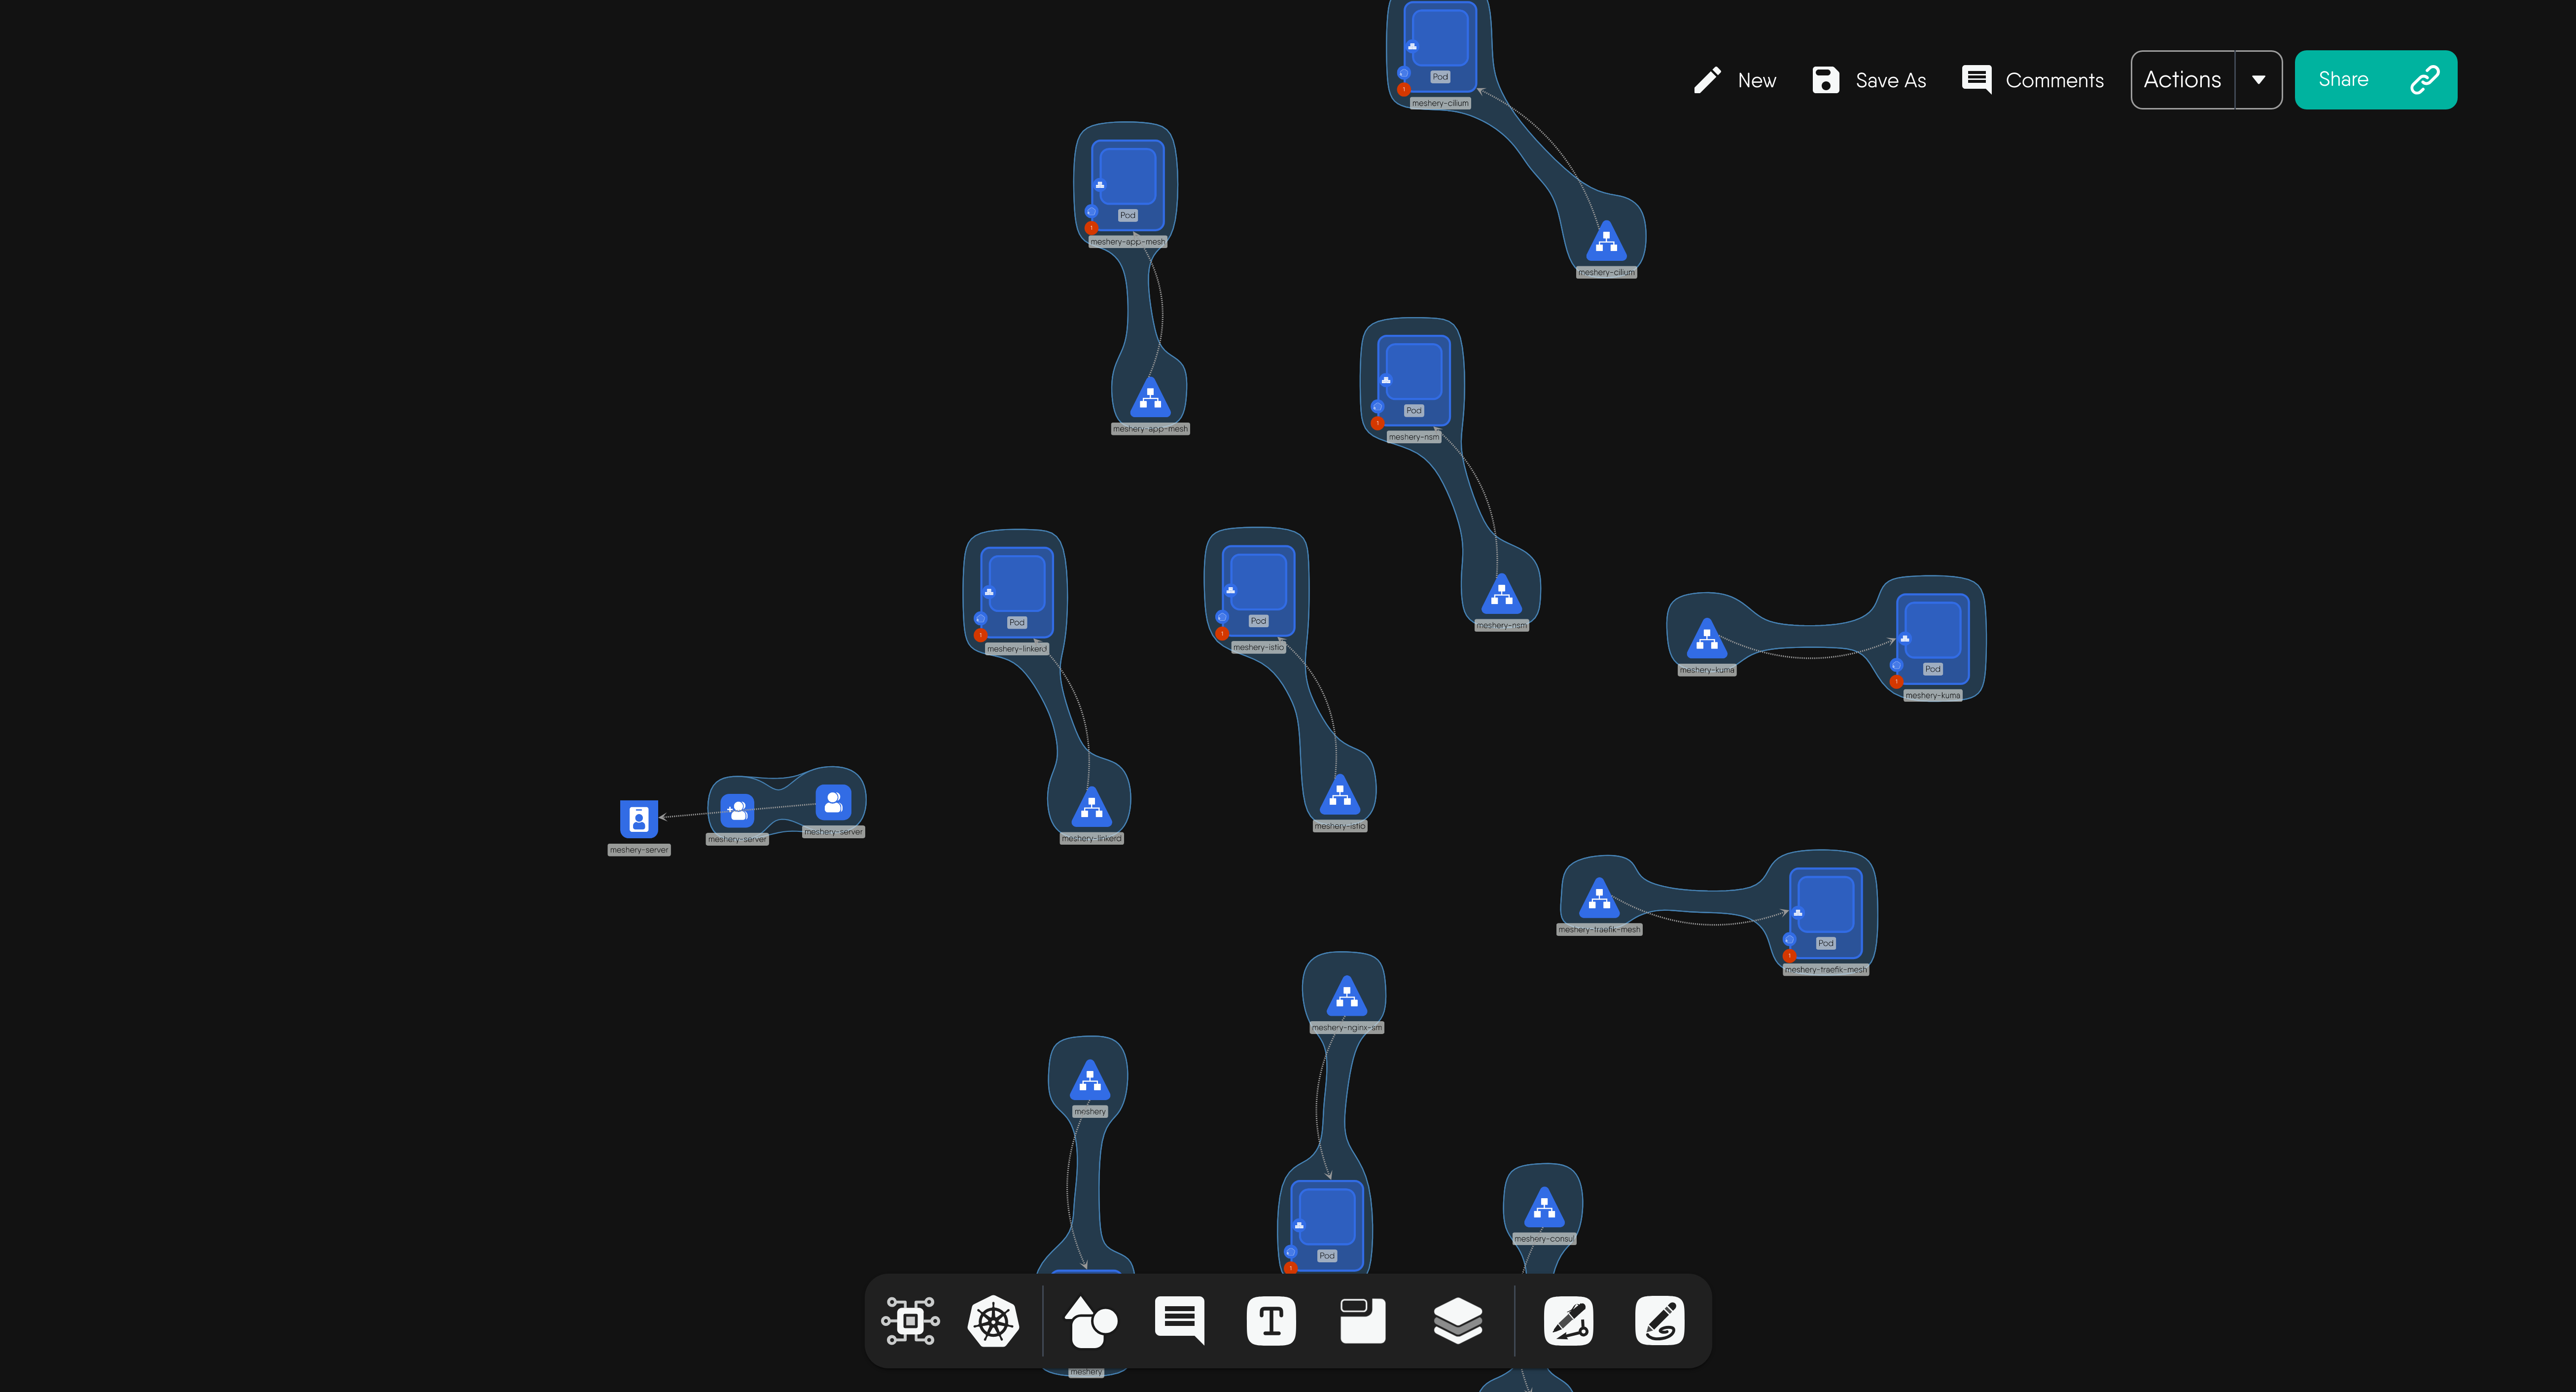 Pod
meshery-cilium
New
Save As
Comments
Actions
Share
Pod
meshery-app-mesh
meshery-cilium
Pod
meshery-app-mesh
meshery-nsm
Pod
meshery-linkerd
Pod
meshery-istio
meshery-nsm
meshery-kuma
Pod
meshery-kuma
meshery-server
meshery-server
meshery-server
meshery-linkerd
meshery-istio
meshery-traefik-mesh
Pod
meshery-traefik-mesh
meshery-nginx-sm
meshery
Pod
meshery-consul
T
meshery